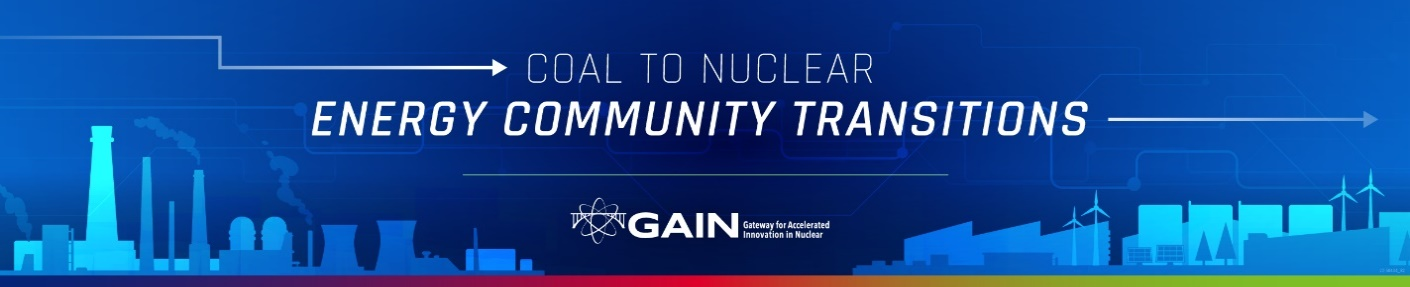 COAL TO NUCLEAR
ENERGY COMMUNITY TRANSITIONS
GAIN
Gateway for Accelerated
Innovation in Nuclear